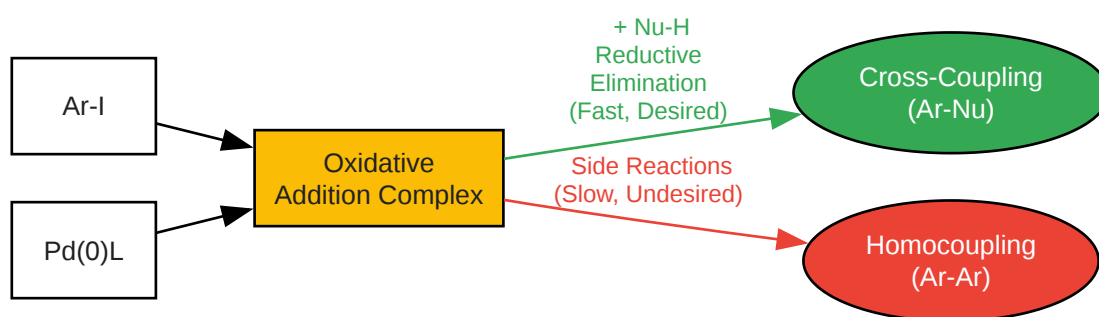 Ar-I
Pd(0)L
Oxidative
Addition Complex
+ Nu-H
Reductive
Elimination
(Fast, Desired)
Side Reactions
(Slow, Undesired)
Cross-Coupling
(Ar-Nu)
Homocoupling
(Ar-Ar)